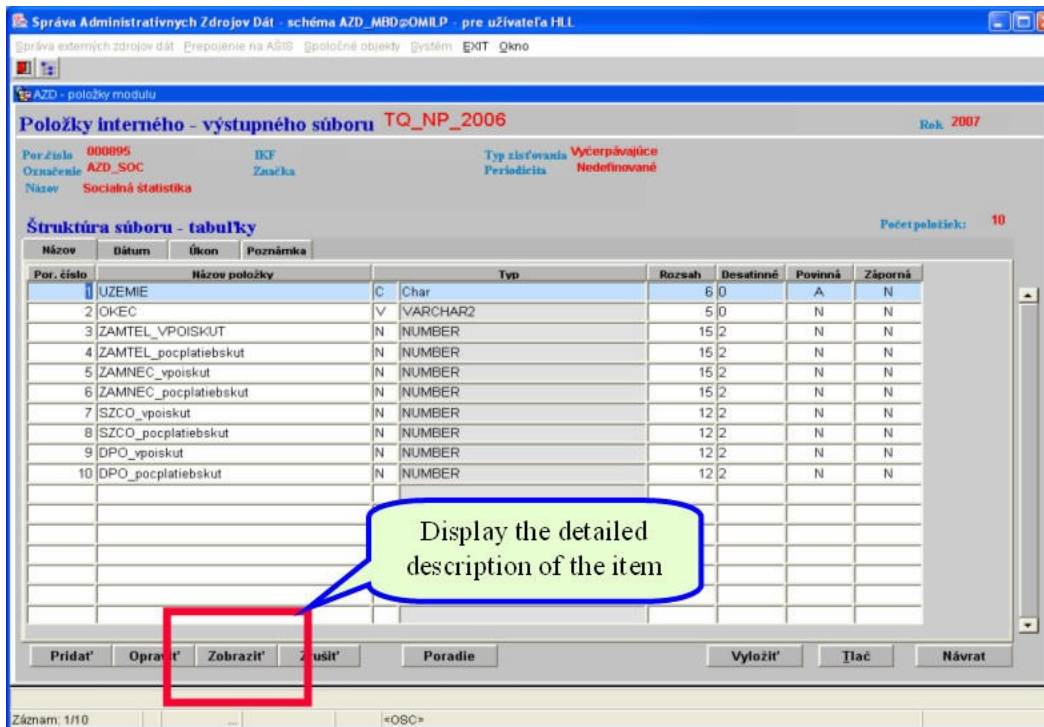 Správa Administratívnych Zdrojov Dát - schéma AZD_MBD@OMILP - pre užívateľa HLL
Správa externých zdrojov dát Prepojenie na AŠIS Spoločné objekty Systém EXIT Okno
AZD - položky modulu
Položky interného - výstupného súboru TQ_NP_2006 Rok 2007
Por.číslo 000895 IKF Typ zisťovania Vyčerpávajúce
Označenie AZD_SOC Značka Periodicita Nedefinované
Názov Socialná štatistika
Štruktúra súboru - tabuľky Počet položiek: 10
Názov Dátum Úkon Poznámka
Por. číslo Názov položky Typ Rozsah Desatinné Povinná Záporná
1 UZEMIE C Char 6 0 A N
2 OKEC V VARCHAR2 5 0 N N
3 ZAMTEL_VPOISKUT N NUMBER 15 2 N N
4 ZAMTEL_pocplatiebskut N NUMBER 15 2 N N
5 ZAMNEC_vpoiskut N NUMBER 15 2 N N
6 ZAMNEC_pocplatiebskut N NUMBER 15 2 N N
7 SZCO_vpoiskut N NUMBER 12 2 N N
8 SZCO_pocplatiebskut N NUMBER 12 2 N N
9 DPO_vpoiskut N NUMBER 12 2 N N
10 DPO_pocplatiebskut N NUMBER 12 2 N N
Display the detailed
description of the item
Pridať Opraviť Zobraziť Zrušiť Poradie Vyložiť Tlač Návrat
Záznam: 1/10 ... <OSC>